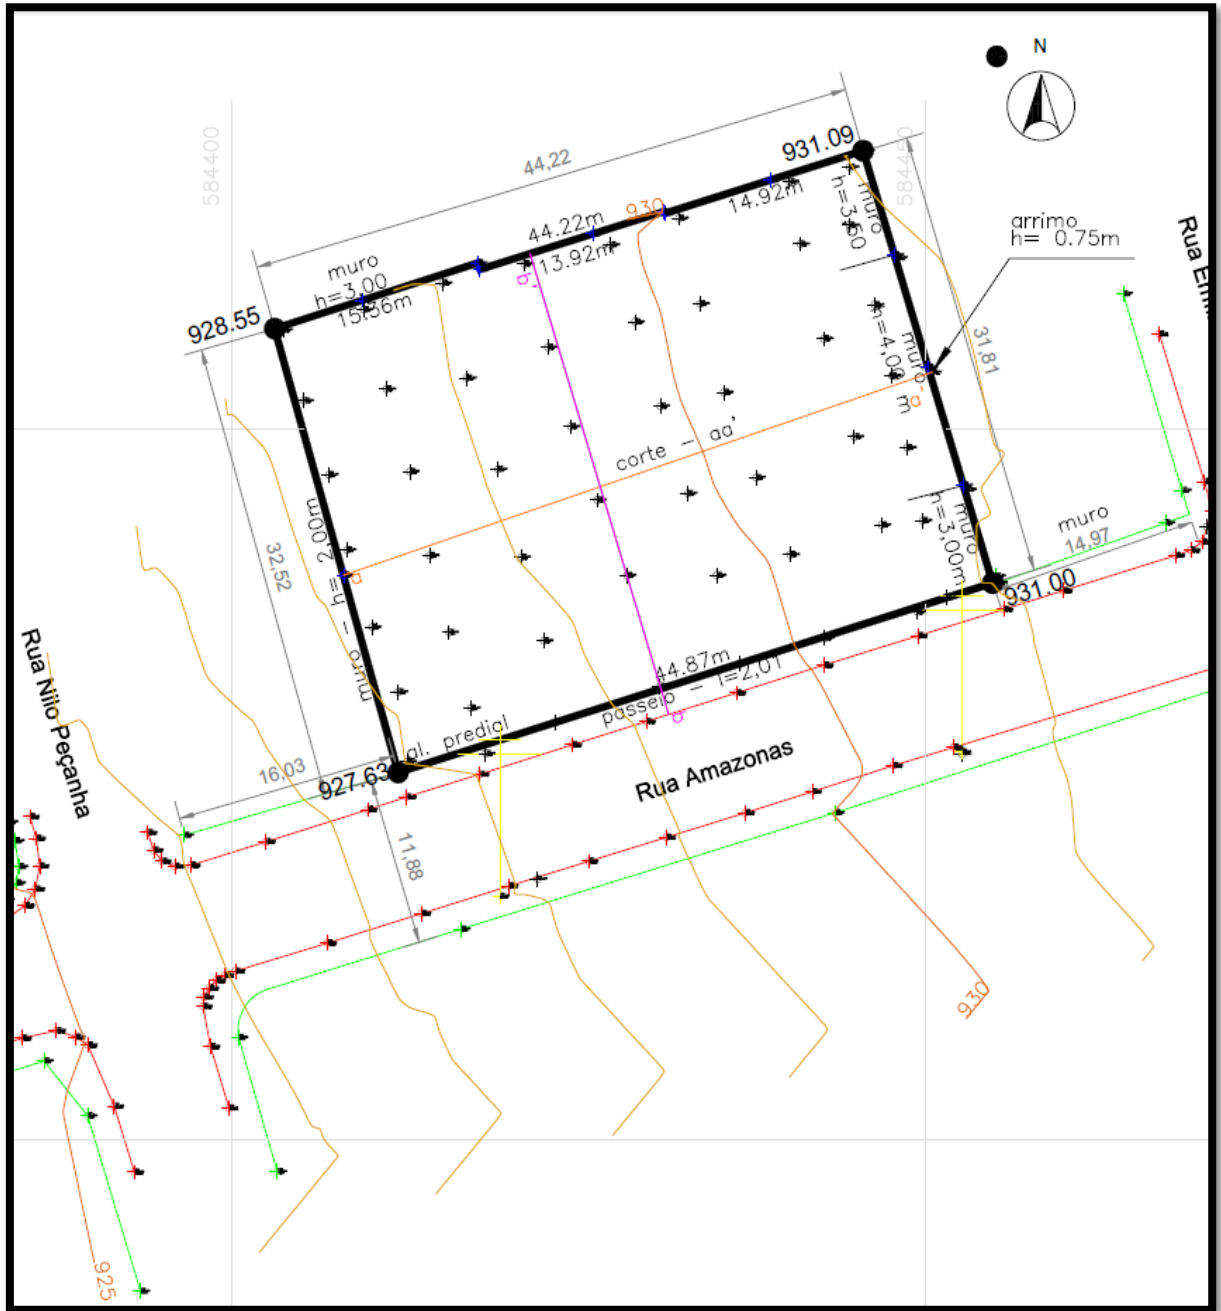 N
584400
584450
931.09
44,22
44.22m
930
14.92m
13.92m
muro
h=3,00
15.36m
b'
muro
h=3,50
arrimo
h= 0.75m
928.55
muro
h=4,00 m
a'
31,81
corte - aa'
muro
h=3,00m
muro
14,97
931.00
32,52
muro - h= 2,00m
a
44.87m
passeio - l=2,01
b
al. predial
927.63
16,03
11,88
Rua Amazonas
Rua Nilo Peçanha
930
925